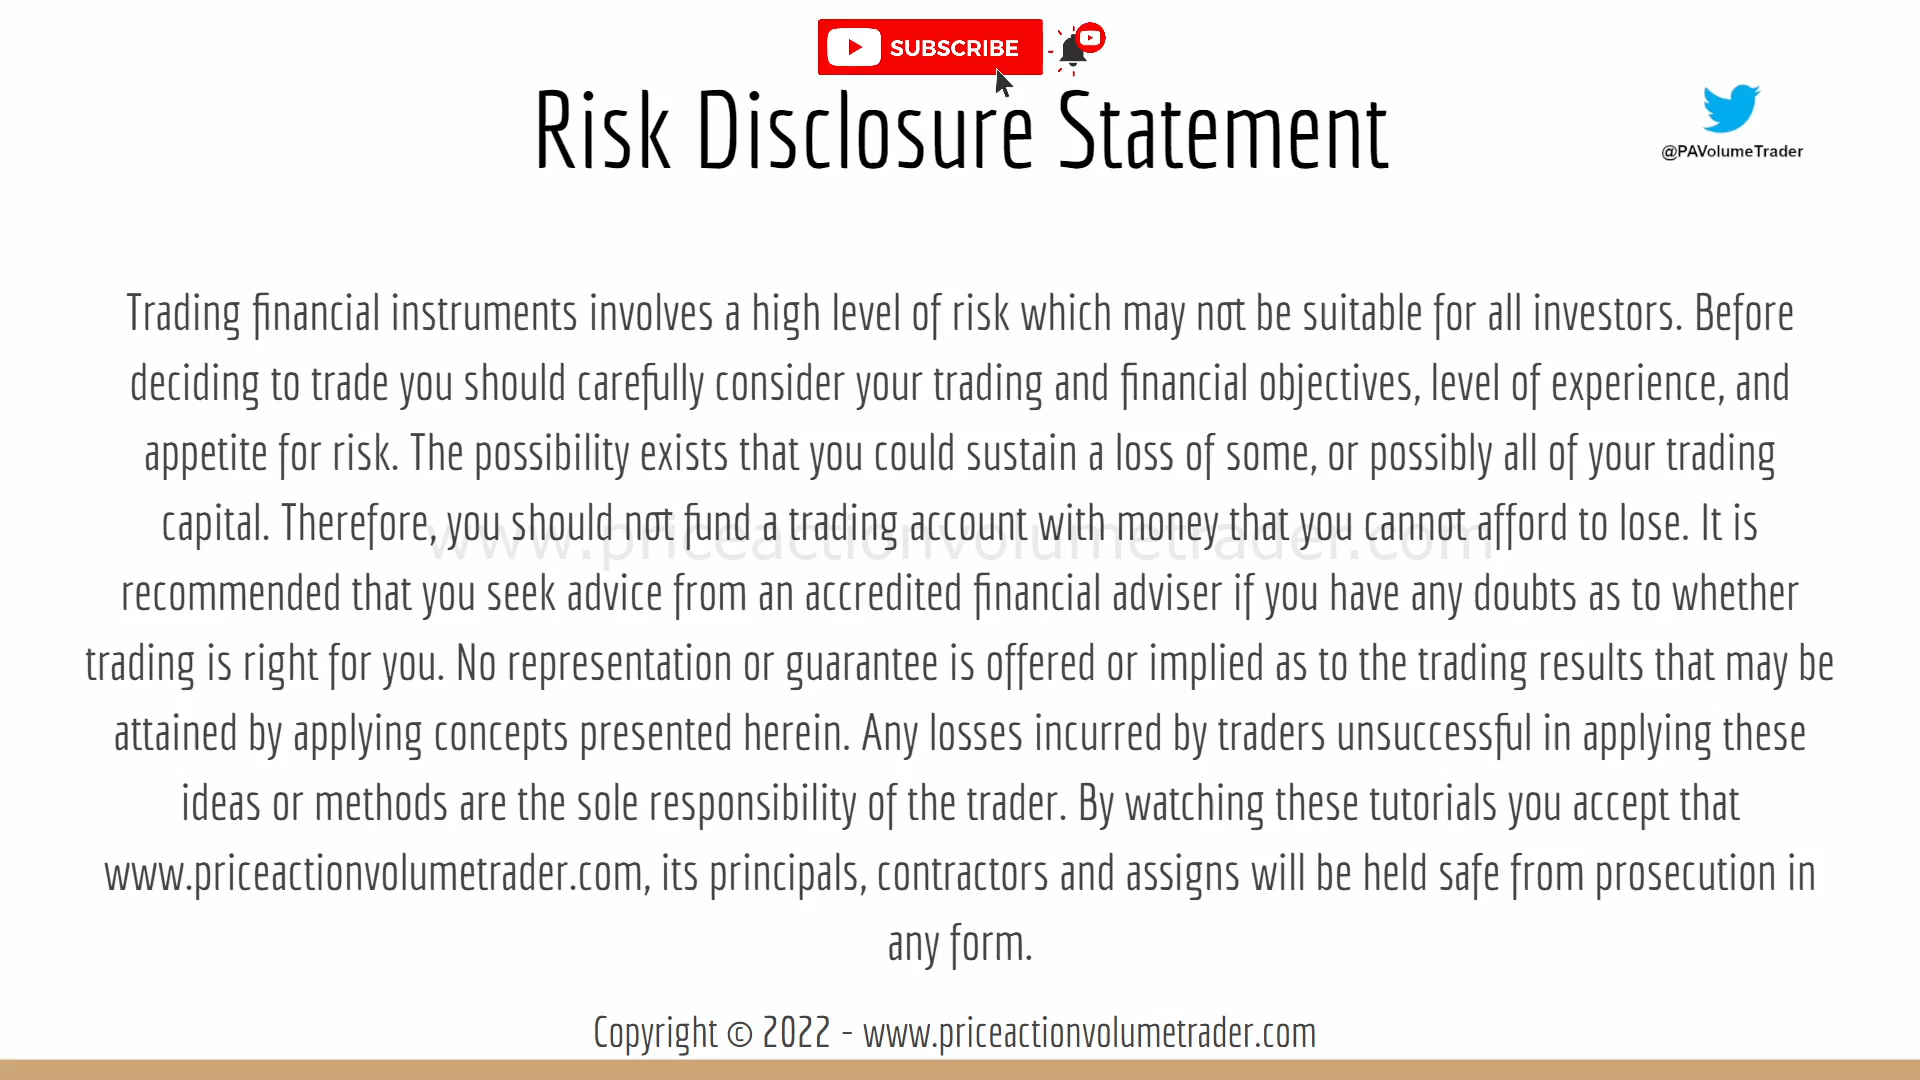 SUBSCRIBE
Risk Disclosure Statement
@PAVolumeTrader
Trading financial instruments involves a high level of risk which may not be suitable for all investors. Before
deciding to trade you should carefully consider your trading and financial objectives, level of experience, and
appetite for risk. The possibility exists that you could sustain a loss of some, or possibly all of your trading
capital. Therefore, you should not fund a trading account with money that you cannot afford to lose. It is
www.priceactionvolumetrader.com
recommended that you seek advice from an accredited financial adviser if you have any doubts as to whether
trading is right for you. No representation or guarantee is offered or implied as to the trading results that may be
attained by applying concepts presented herein. Any losses incurred by traders unsuccessful in applying these
ideas or methods are the sole responsibility of the trader. By watching these tutorials you accept that
www.priceactionvolumetrader.com, its principals, contractors and assigns will be held safe from prosecution in
any form.
Copyright © 2022 - www.priceactionvolumetrader.com